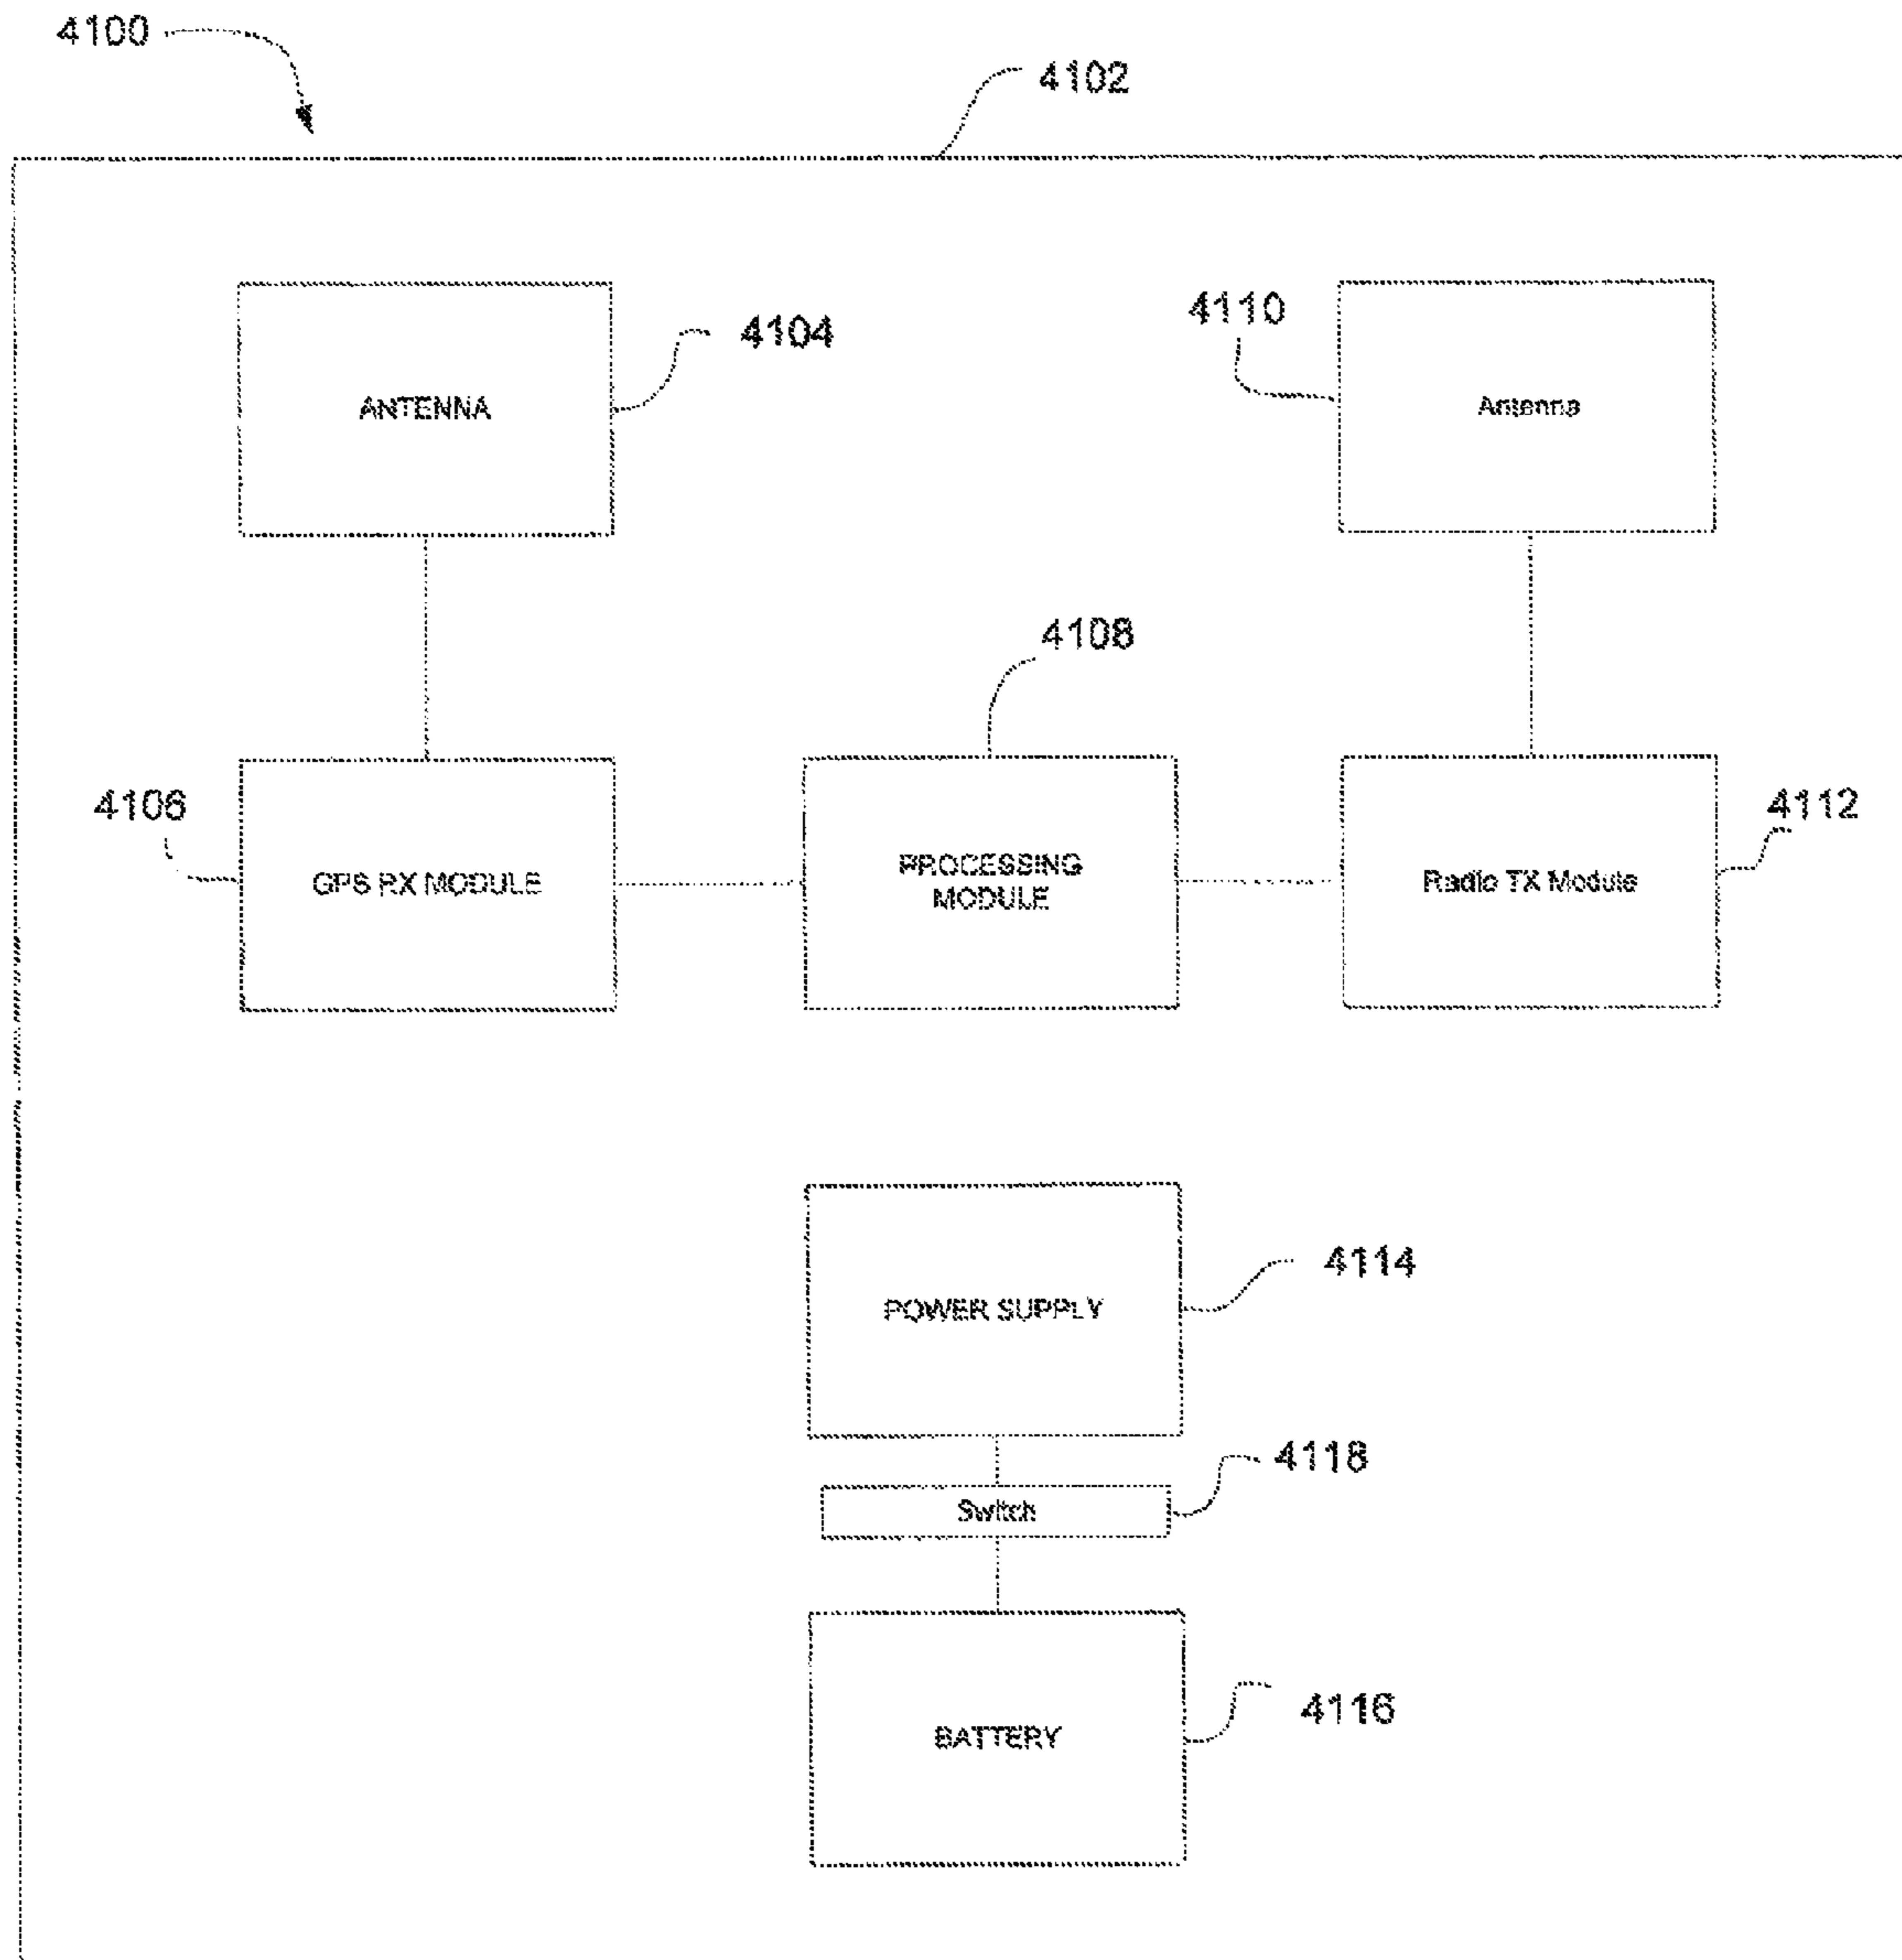 4100
4102
ANTENNA
4104
4110
Antenna
4108
4106
GPS RX MODULE
PROCESSING
MODULE
Radio TX Module
4112
POWER SUPPLY
4114
4118
Switch
BATTERY
4116